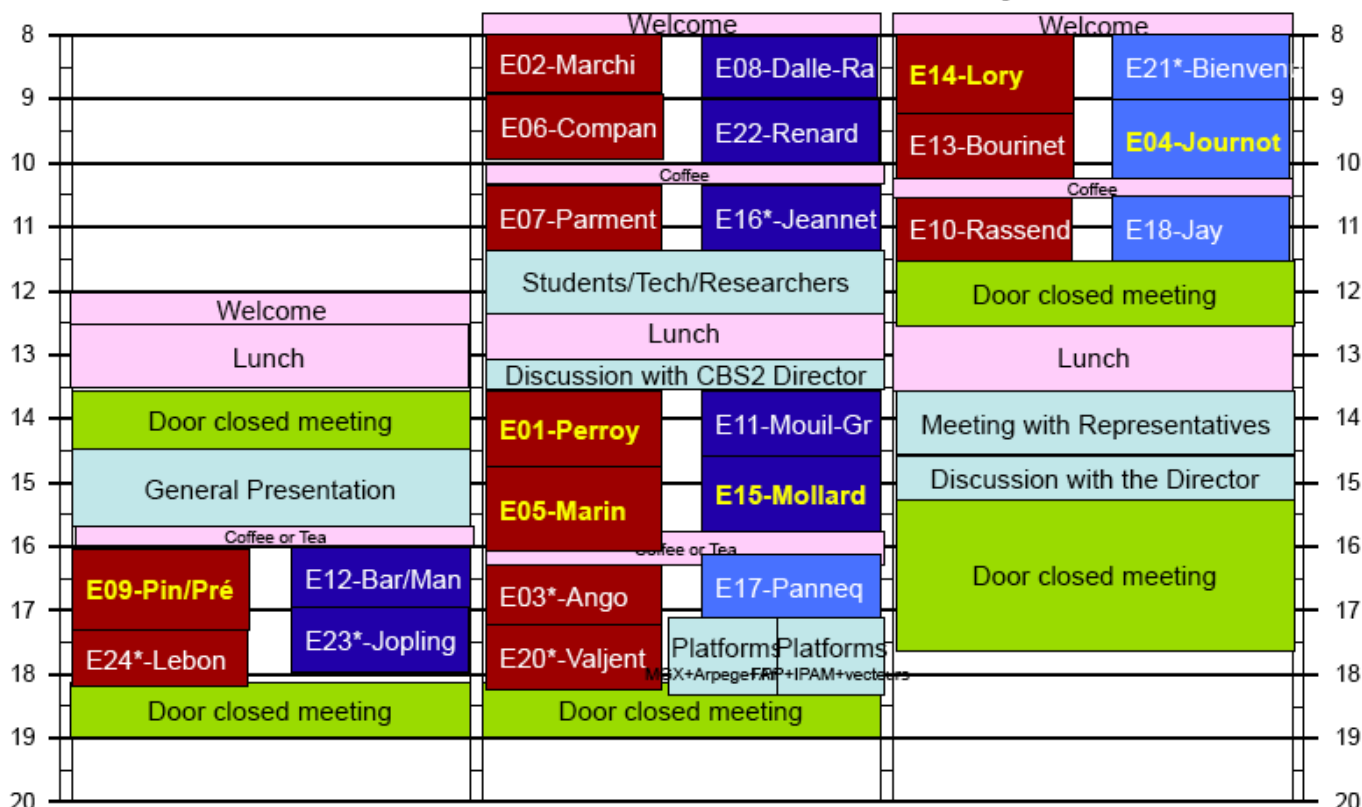 8
9
10
11
12
13
14
15
16
17
18
19
20
Welcome
Lunch
Door closed meeting
General Presentation
Coffee or Tea
E09-Pin/Pré
E12-Bar/Man
E24*-Lebon
E23*-Jopling
Door closed meeting
Welcome
E02-Marchi
E08-Dalle-Ra
E06-Compan
E22-Renard
Coffee
E07-Parment
E16*-Jeannet
Students/Tech/Researchers
Lunch
Discussion with CBS2 Director
E01-Perroy
E11-Mouil-Gr
E05-Marin
E15-Mollard
Coffee or Tea
E03*-Ango
E17-Panneq
E20*-Valjent
Platforms
Platforms
+IPAM+vecteurs
Door closed meeting
Welcome
E14-Lory
E21*-Bienven
E13-Bourinet
E04-Journot
Coffee
E10-Rassend
E18-Jay
Door closed meeting
Lunch
Meeting with Representatives
Discussion with the Director
Door closed meeting
8
9
10
11
12
13
14
15
16
17
18
19
20